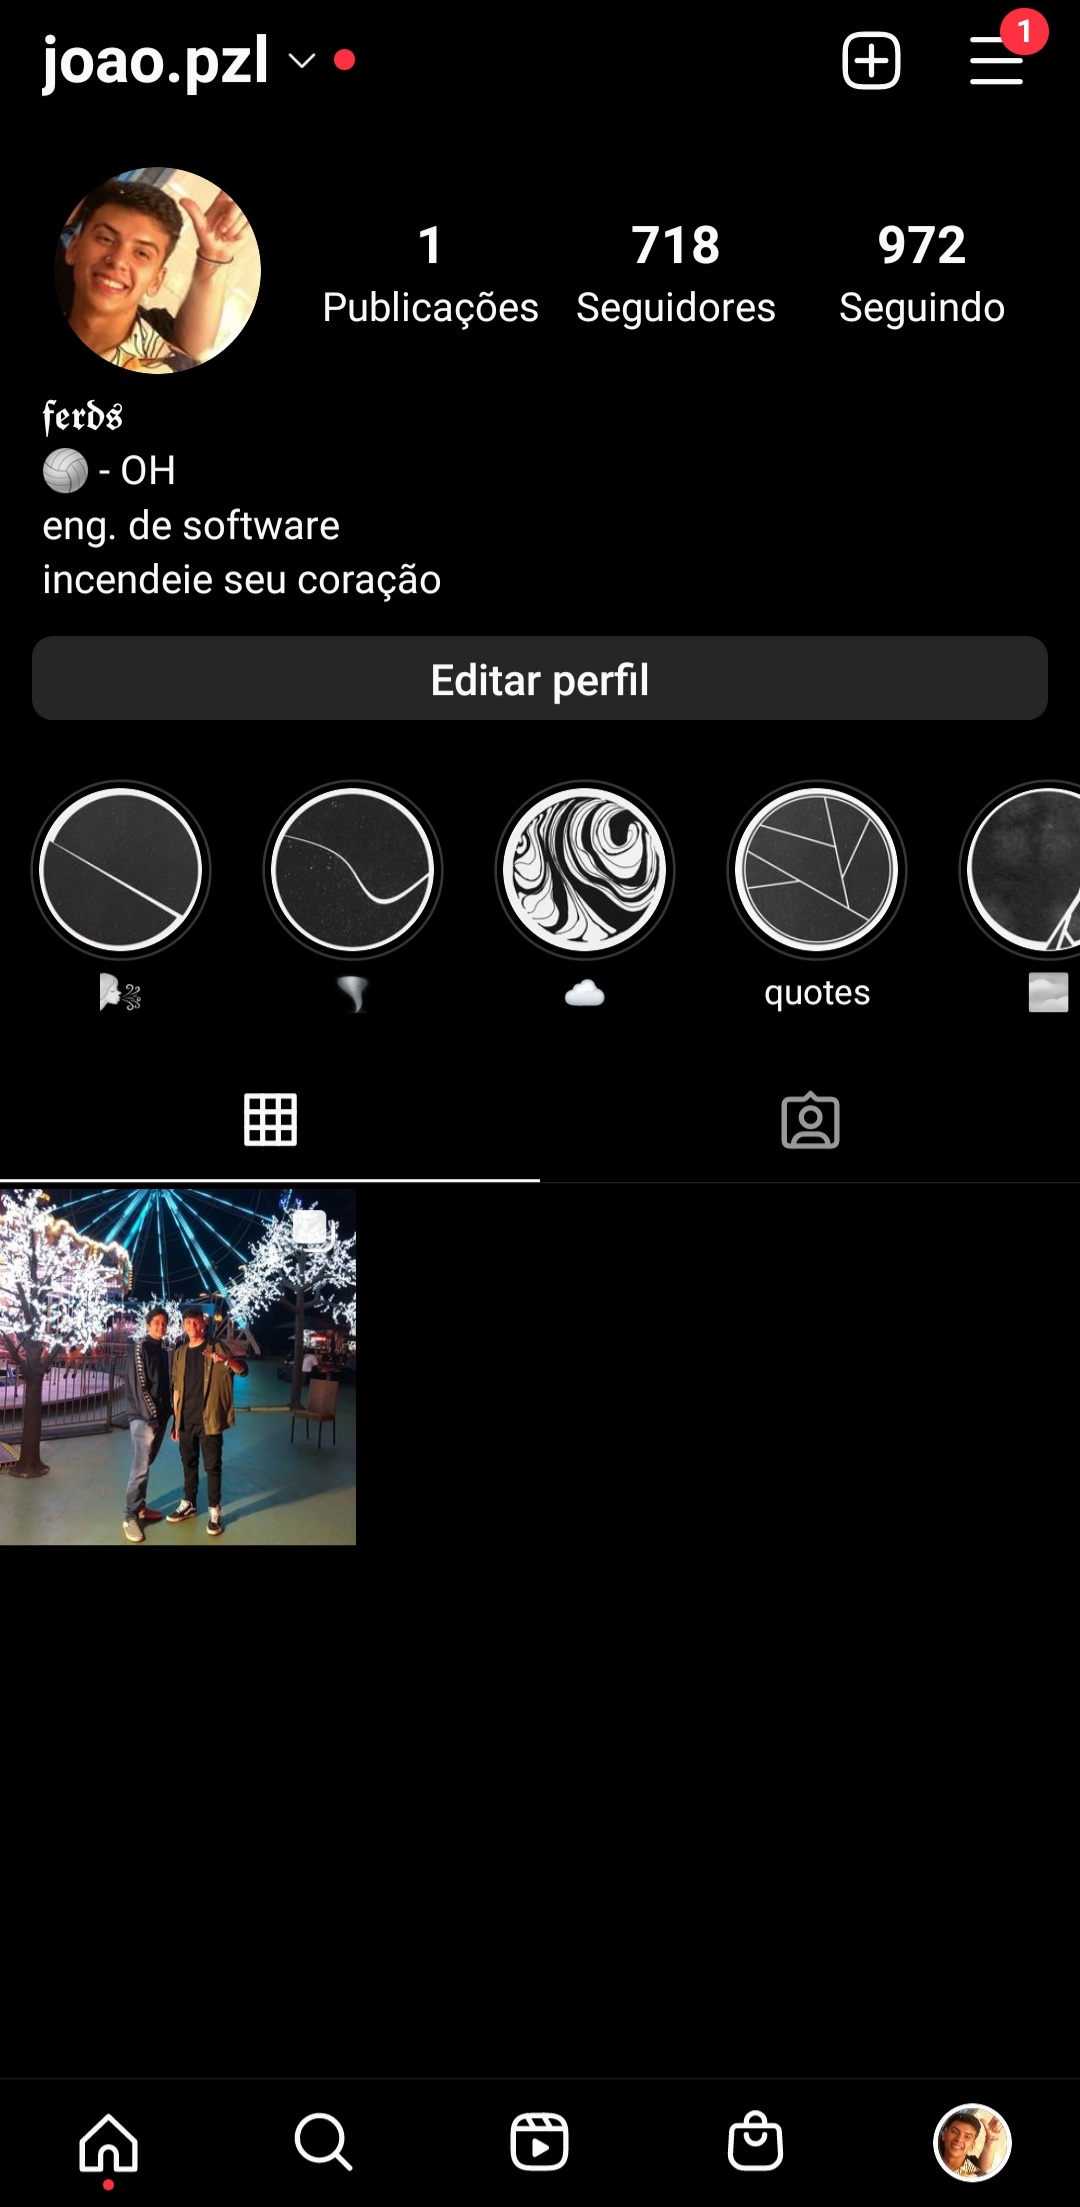 joao.pzl
1
1 718 972
Publicações Seguidores Seguindo
𝔣𝔢𝔯𝔡𝔰
🏐 - OH
eng. de software
incendeie seu coração
Editar perfil
🌬 🌪 ☁ quotes 🌫